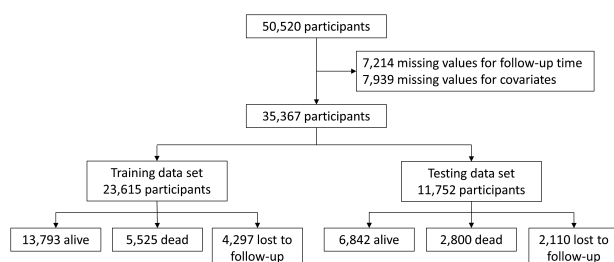 50,520 participants
7,214 missing values for follow-up time
7,939 missing values for covariates
35,367 participants
Training data set
23,615 participants
Testing data set
11,752 participants
13,793 alive
5,525 dead
4,297 lost to
follow-up
6,842 alive
2,800 dead
2,110 lost to
follow-up